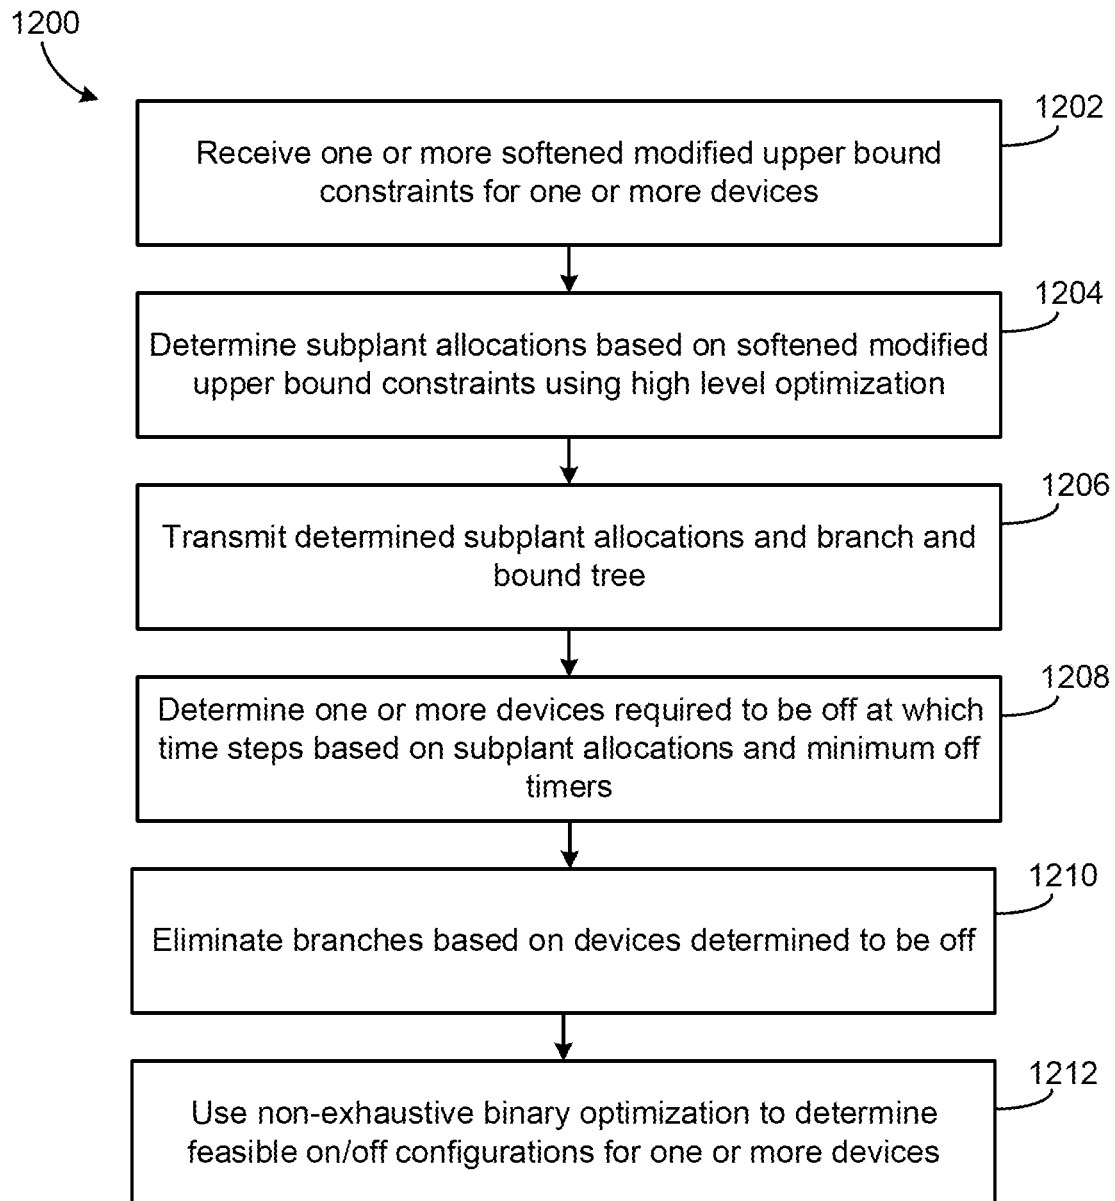 1200
1202
Receive one or more softened modified upper bound
constraints for one or more devices
1204
Determine subplant allocations based on softened modified
upper bound constraints using high level optimization
1206
Transmit determined subplant allocations and branch and
bound tree
1208
Determine one or more devices required to be off at which
time steps based on subplant allocations and minimum off
timers
1210
Eliminate branches based on devices determined to be off
1212
Use non-exhaustive binary optimization to determine
feasible on/off configurations for one or more devices